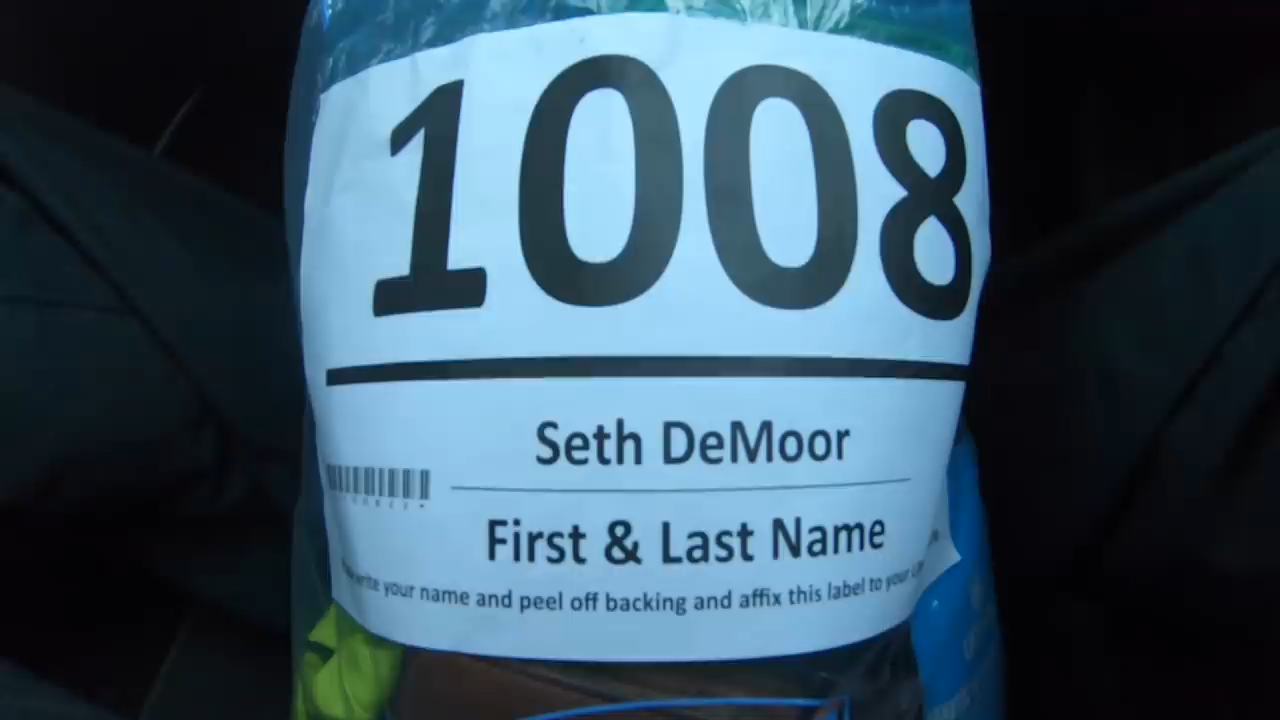 1008
Seth DeMoor
First & Last Name
write your name and peel off backing and affix this label to your